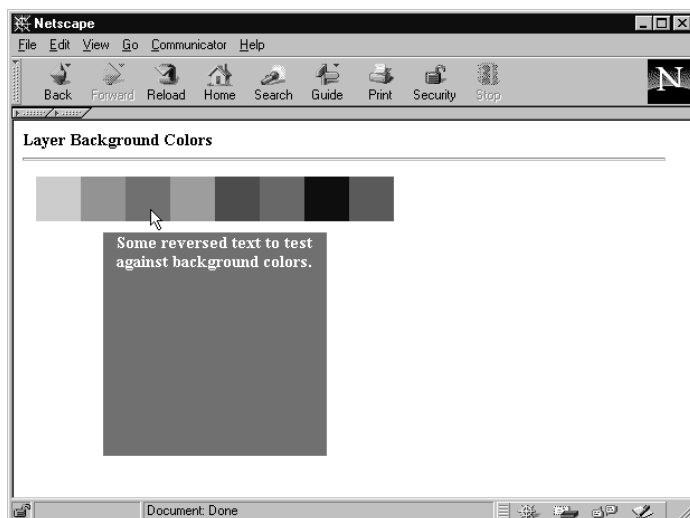 Netscape
File Edit View Go Communicator Help
Back Forward Reload Home Search Guide Print Security Stop
N
Layer Background Colors
Some reversed text to test
against background colors.
Document: Done